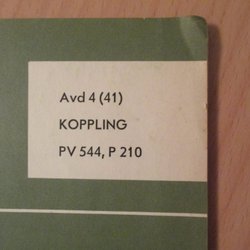 Avd 4 (41)
KOPPLING
PV 544, P 210